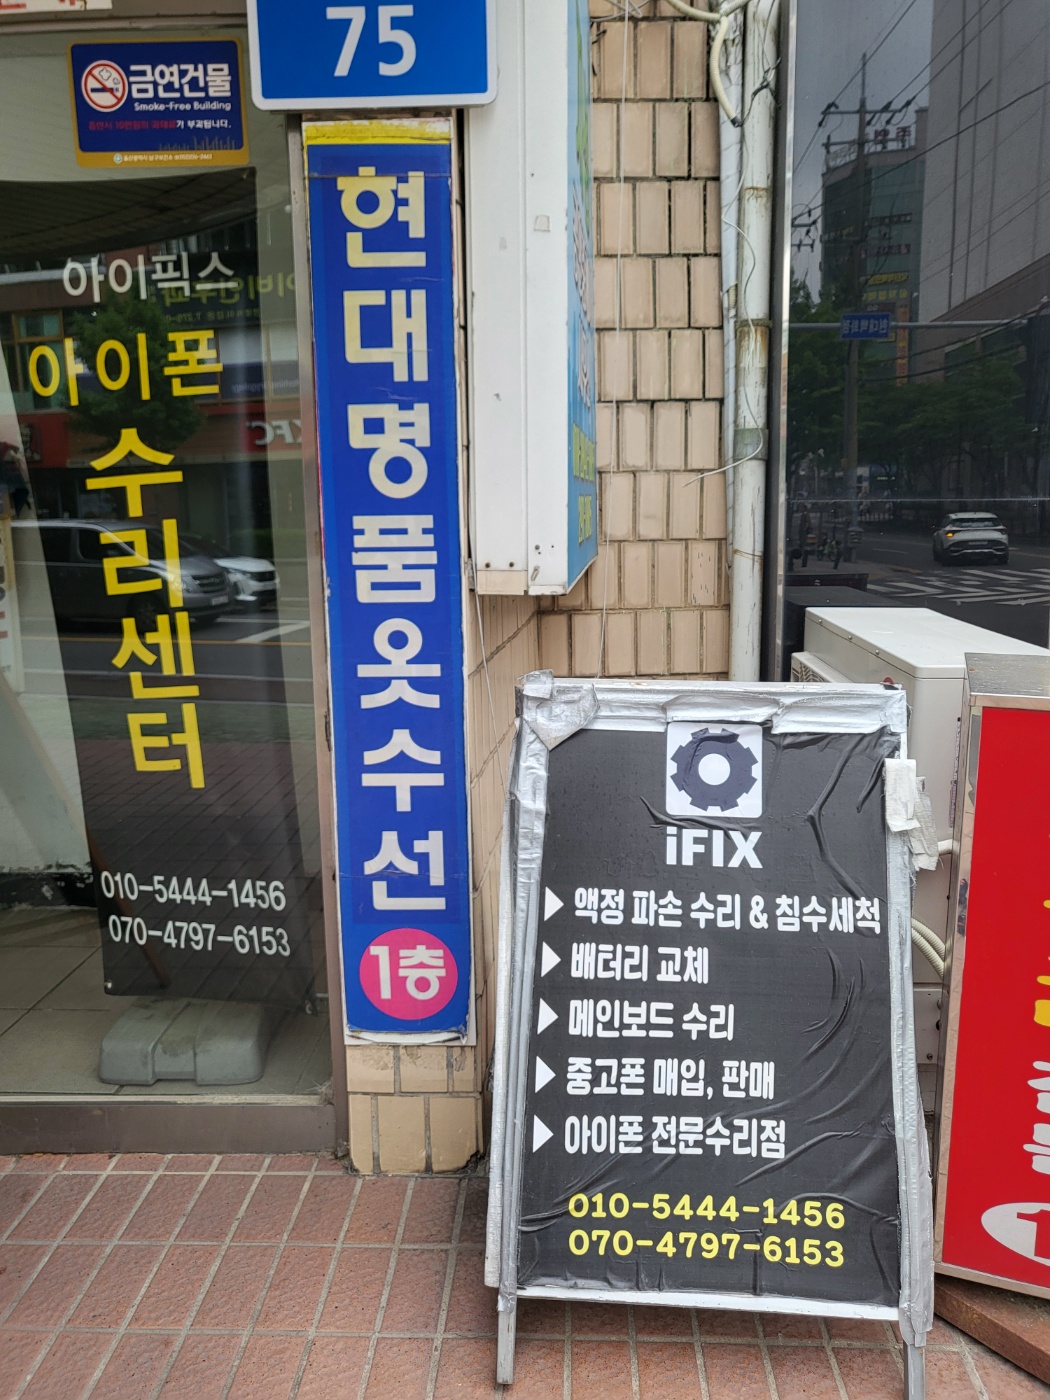 75
금연건물
Smoke-Free Building
아이픽스
아이폰
수리센터
010-5444-1456
070-4797-6153
현대명품옷수선
1층
iFIX
액정 파손 수리 & 침수세척
배터리 교체
메인보드 수리
중고폰 매입, 판매
아이폰 전문수리점
010-5444-1456
070-4797-6153